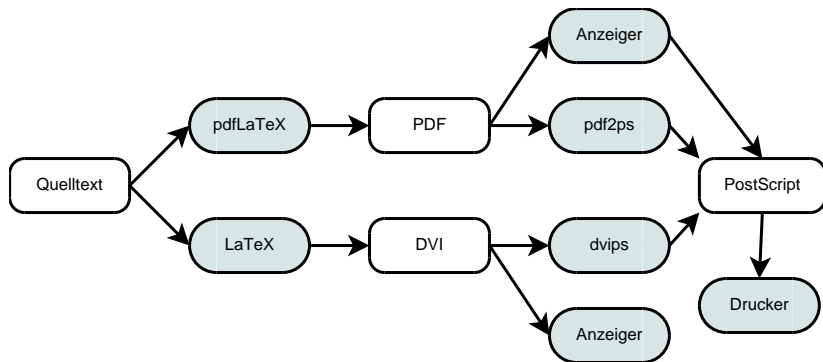 Anzeiger
pdfLaTeX
PDF
pdf2ps
Quelltext
PostScript
LaTeX
DVI
dvips
Drucker
Anzeiger